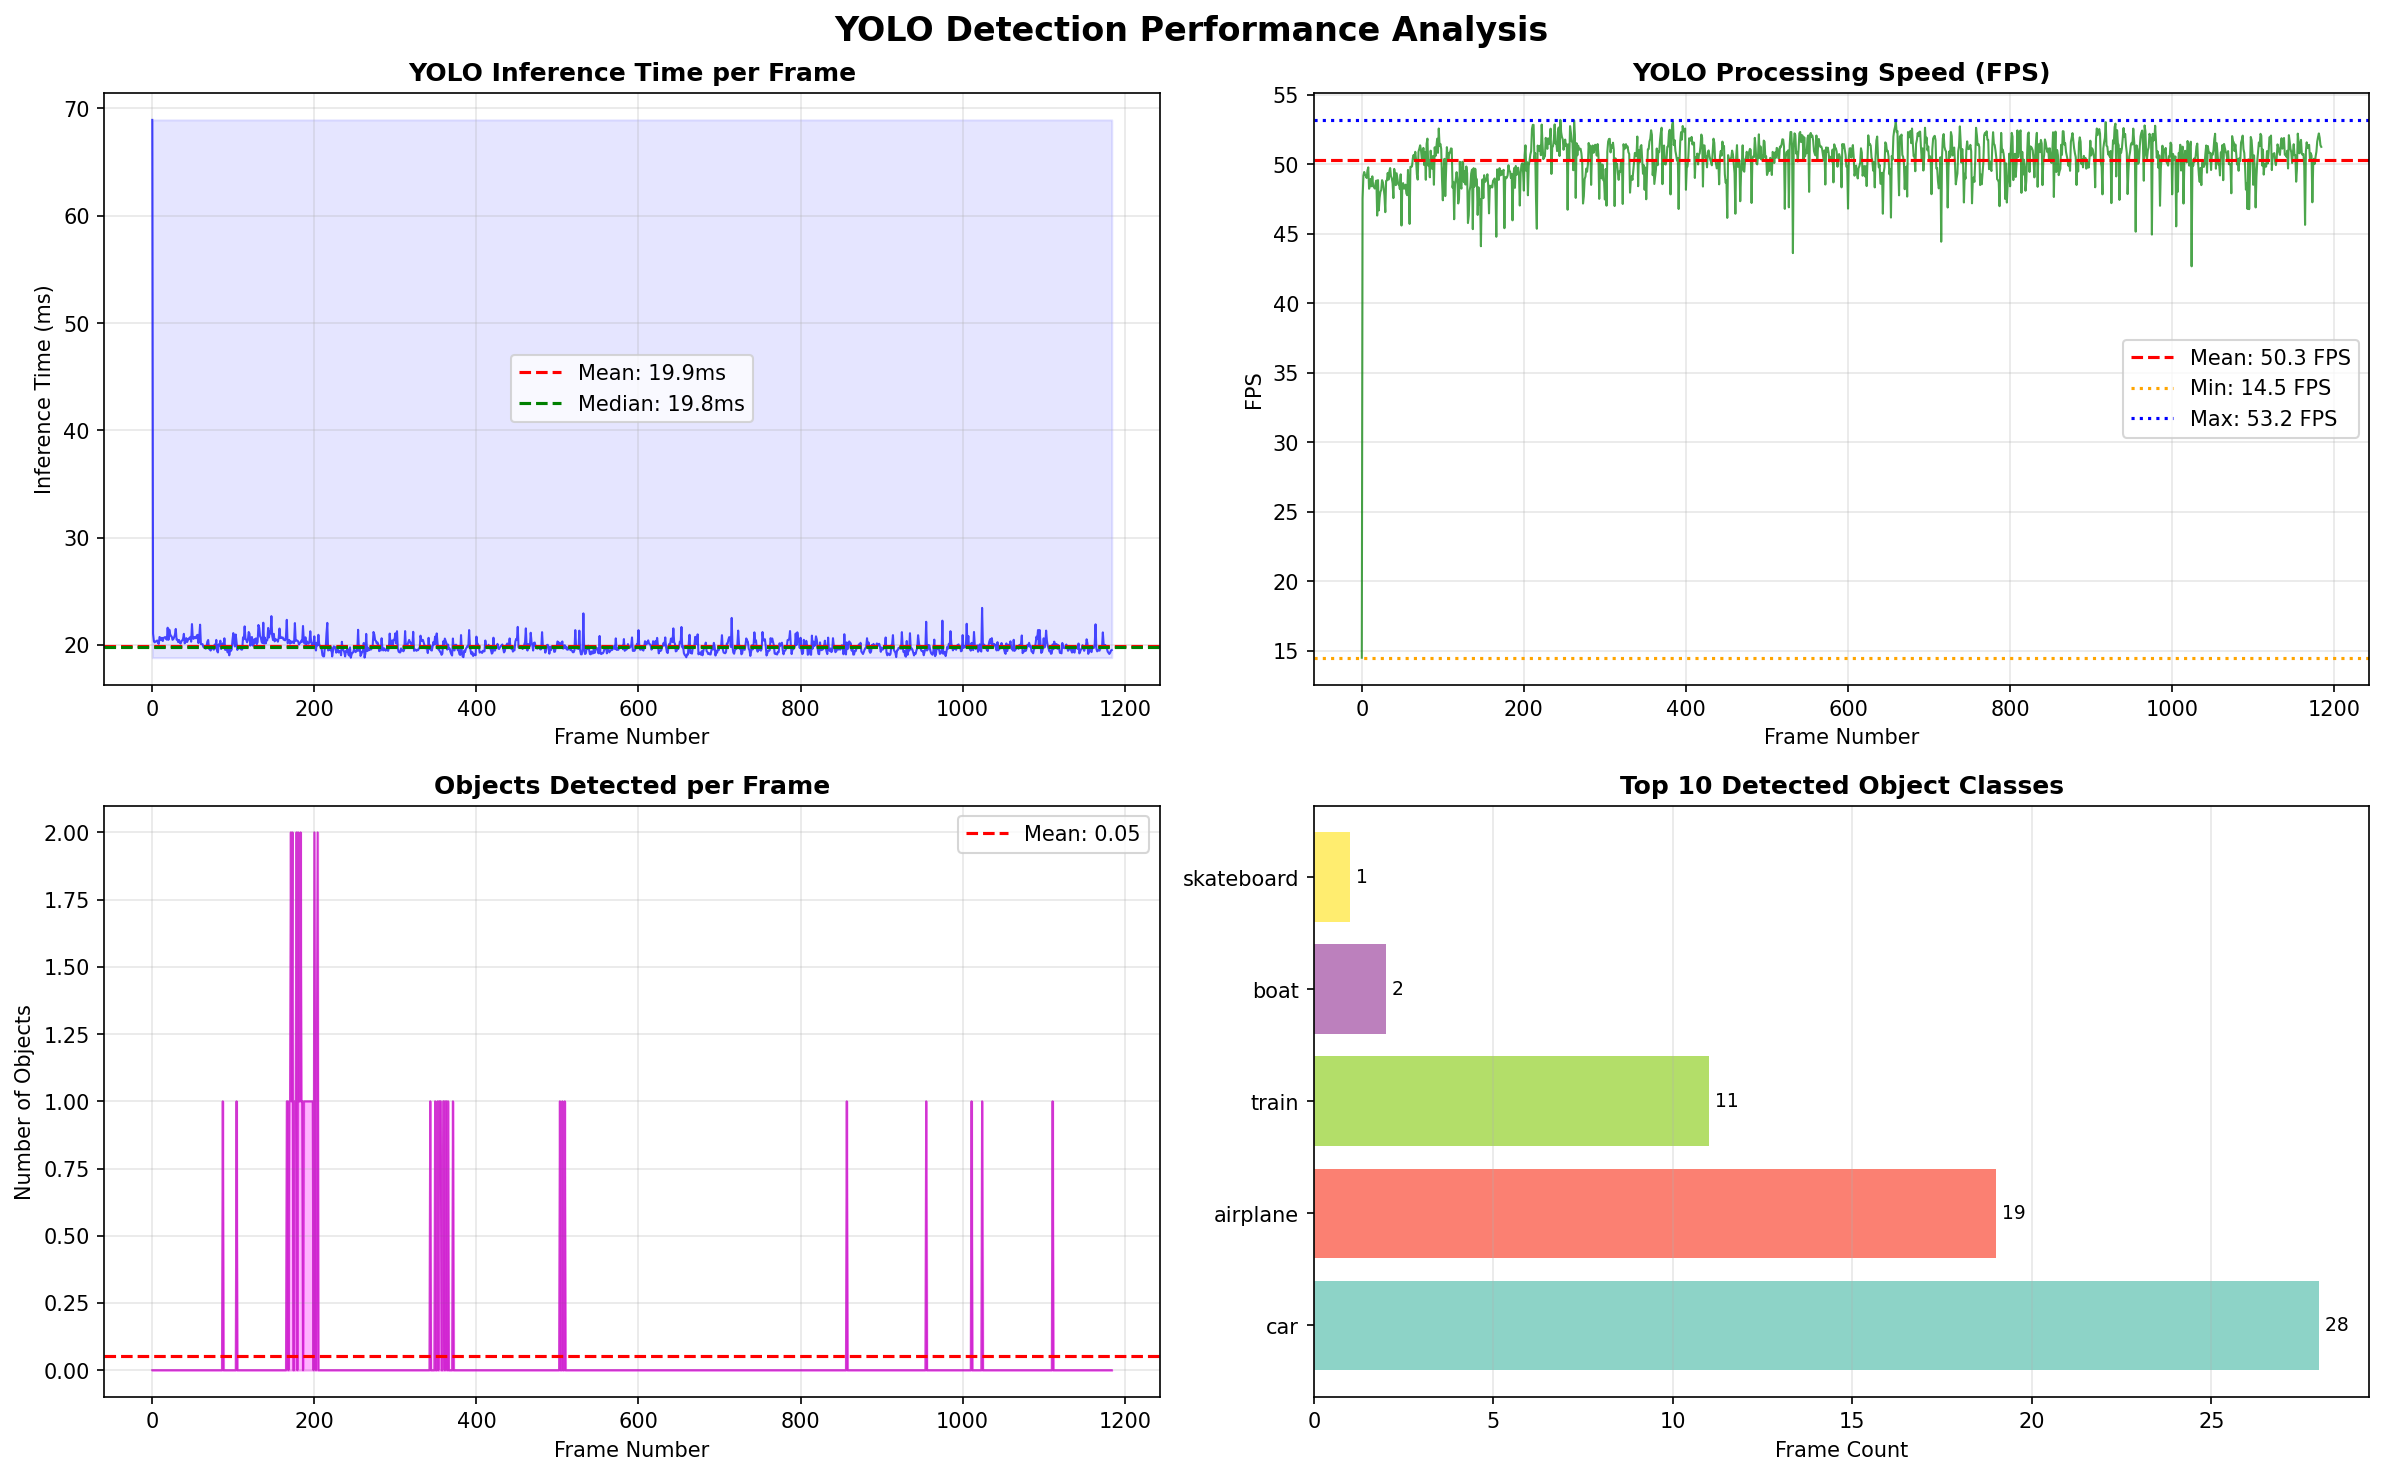 YOLO Detection Performance Analysis
YOLO Inference Time per Frame
70
60
50
40
30
20
Inference Time (ms)
Mean: 19.9ms
Median: 19.8ms
0 200 400 600 800 1000 1200
Frame Number
YOLO Processing Speed (FPS)
55
50
45
40
35
30
25
20
15
FPS
Mean: 50.3 FPS
Min: 14.5 FPS
Max: 53.2 FPS
0 200 400 600 800 1000 1200
Frame Number
Objects Detected per Frame
2.00
1.75
1.50
1.25
1.00
0.75
0.50
0.25
0.00
Number of Objects
Mean: 0.05
0 200 400 600 800 1000 1200
Frame Number
Top 10 Detected Object Classes
skateboard 1
boat 2
train 11
airplane 19
car 28
0 5 10 15 20 25
Frame Count